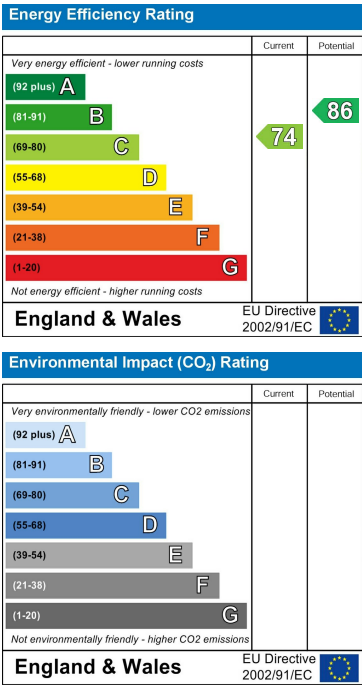 Energy Efficiency Rating
Current Potential
Very energy efficient - lower running costs
(92 plus) A
(81-91) B
(69-80) C
(55-68) D
(39-54) E
(21-38) F
(1-20) G
74
86
Not energy efficient - higher running costs
England & Wales
EU Directive
2002/91/EC
Environmental Impact (CO₂) Rating
Current Potential
Very environmentally friendly - lower CO2 emissions
(92 plus) A
(81-91) B
(69-80) C
(55-68) D
(39-54) E
(21-38) F
(1-20) G
Not environmentally friendly - higher CO2 emissions
England & Wales
EU Directive
2002/91/EC